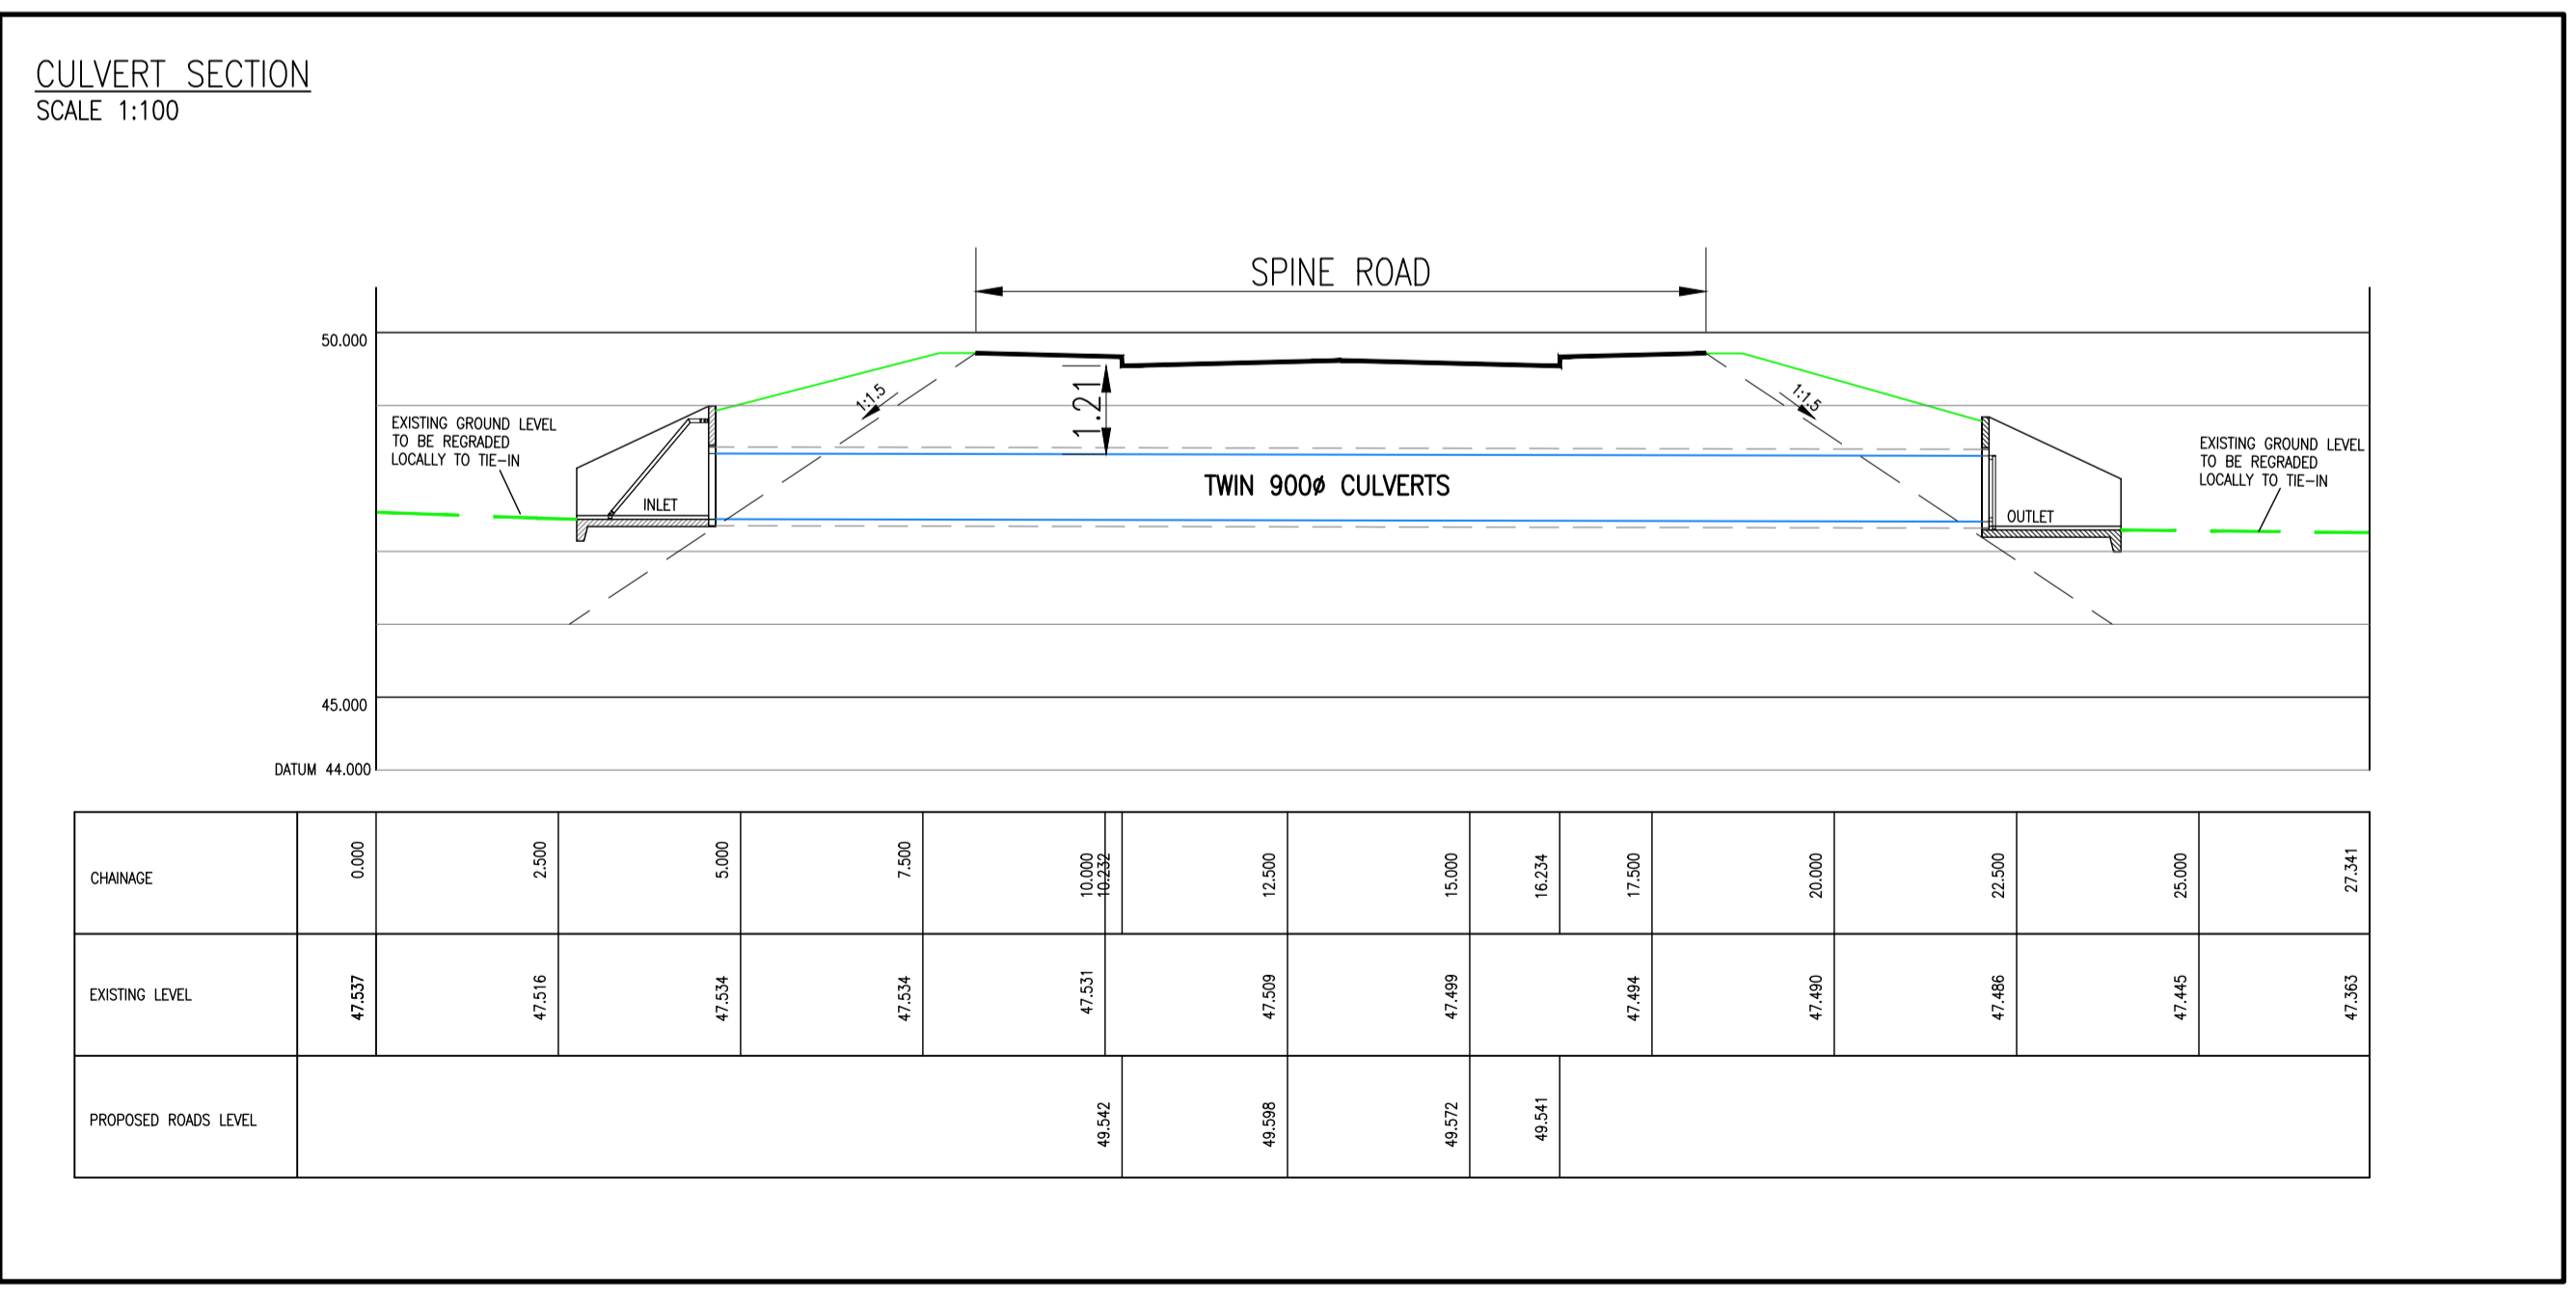 CULVERT SECTION
SCALE 1:100
SPINE ROAD
50.000
1:1.5
1.21
1:1.5
EXISTING GROUND LEVEL
TO BE REGRADED
LOCALLY TO TIE-IN
EXISTING GROUND LEVEL
TO BE REGRADED
LOCALLY TO TIE-IN
TWIN 900ø CULVERTS
INLET
OUTLET
45.000
DATUM 44.000
CHAINAGE 0.000 2.500 5.000 7.500 10.000 10.232 12.500 15.000 16.234 17.500 20.000 22.500 25.000 27.341
EXISTING LEVEL 47.537 47.516 47.534 47.534 47.531 47.509 47.499 47.494 47.490 47.486 47.445 47.363
PROPOSED ROADS LEVEL 49.542 49.598 49.572 49.541